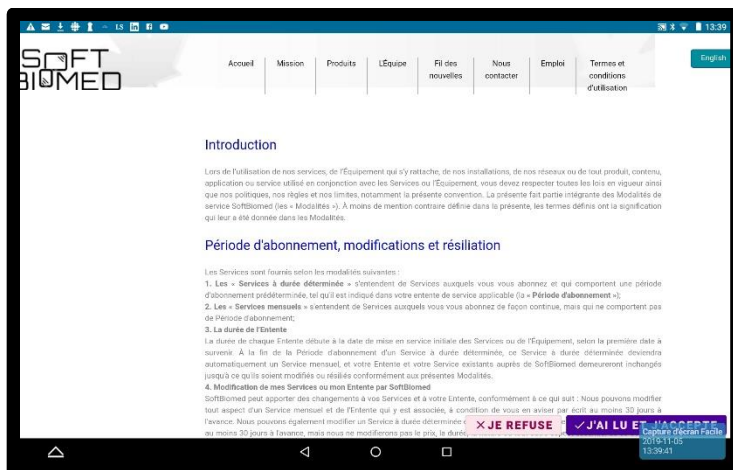 LS
13:39
SOFT
BIOMED
Accueil
Mission
Produits
L'Équipe
Fil des
nouvelles
Nous
contacter
Emploi
Termes et
conditions
d'utilisation
English
Introduction
Lors de l'utilisation de nos services, de l'Équipement qui s'y rattache, de nos installations, de nos réseaux ou de tout produit, contenu,
application ou service utilisé en conjonction avec les Services ou l'Équipement, vous devez respecter toutes les lois en vigueur ainsi
que nos politiques, nos règles et nos limites, notamment la présente convention. La présente fait partie intégrante des Modalités de
service SoftBiomed (les « Modalités »). À moins de mention contraire définie dans la présente, les termes définis ont la signification
qui leur a été donnée dans les Modalités.
Période d'abonnement, modifications et résiliation
Les Services sont fournis selon les modalités suivantes :
1. Les « Services à durée déterminée » s'entendent de Services auxquels vous vous abonnez et qui comportent une période
d'abonnement prédéterminée, tel qu'il est indiqué dans votre entente de service applicable (la « Période d'abonnement »);
2. Les « Services mensuels » s'entendent de Services auxquels vous vous abonnez de façon continue, mais qui ne comportent pas
de Période d'abonnement;
3. La durée de l'Entente
La durée de chaque Entente débute à la date de mise en service initiale des Services ou de l'Équipement, selon la première date à
survenir. À la fin de la Période d'abonnement d'un Service à durée déterminée, ce Service à durée déterminée deviendra
automatiquement un Service mensuel, et votre Entente et votre Service existants auprès de SoftBiomed demeureront inchangés
jusqu'à ce qu'ils soient modifiés ou résiliés conformément aux présentes Modalités.
4. Modification de mes Services ou mon Entente par SoftBiomed
SoftBiomed peut apporter des changements à vos Services et à votre Entente, conformément à ce qui suit : Nous pouvons modifier
tout aspect d'un Service mensuel et de l'Entente qui y est associée, à condition de vous en aviser par écrit au moins 30 jours à
l'avance. Nous pouvons également modifier un Service à durée déterminée
au moins 30 jours à l'avance, mais nous ne modifierons pas le prix, la durée,
JE REFUSE
J'AI LU ET J'ACCEPTE
Capture d'écran Facile
2019-11-05
13:39:41